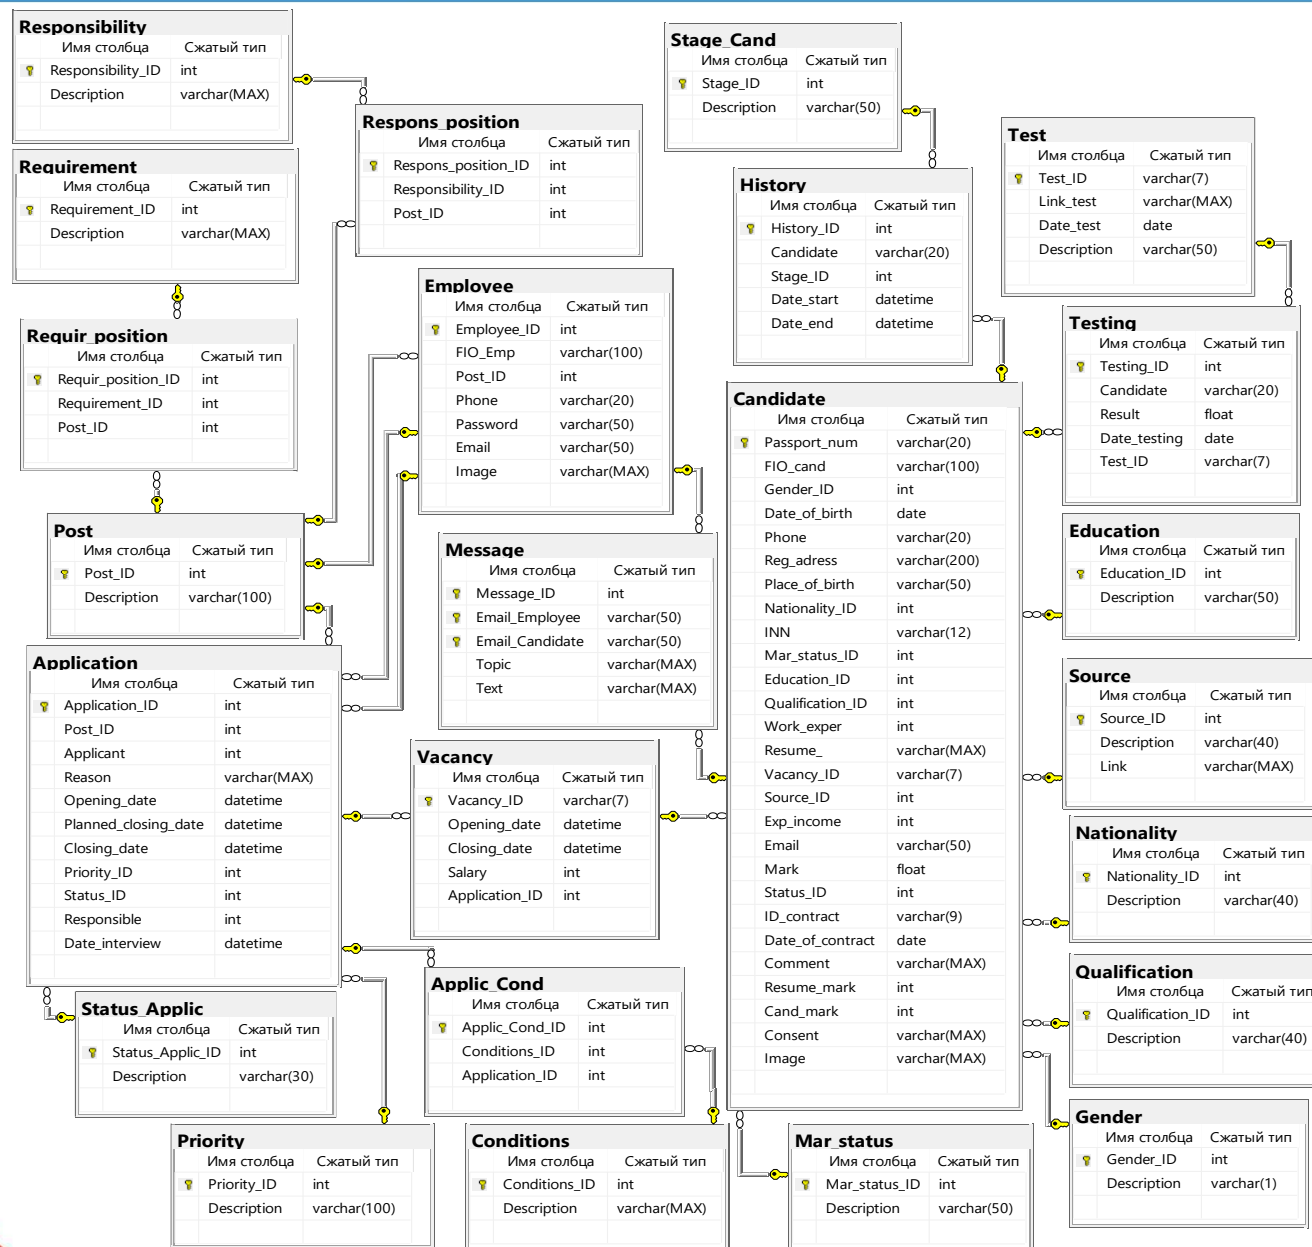 Responsibility
Имя столбца Сжатый тип
Responsibility_ID int
Description varchar(MAX)
Requirement
Имя столбца Сжатый тип
Requirement_ID int
Description varchar(MAX)
Respons_position
Имя столбца Сжатый тип
Respons_position_ID int
Responsibility_ID int
Post_ID int
Stage_Cand
Имя столбца Сжатый тип
Stage_ID int
Description varchar(50)
History
Имя столбца Сжатый тип
History_ID int
Candidate varchar(20)
Stage_ID int
Date_start datetime
Date_end datetime
Test
Имя столбца Сжатый тип
Test_ID varchar(7)
Link_test varchar(MAX)
Date_test date
Description varchar(50)
Requir_position
Имя столбца Сжатый тип
Requir_position_ID int
Requirement_ID int
Post_ID int
Employee
Имя столбца Сжатый тип
Employee_ID int
FIO_Emp varchar(100)
Post_ID int
Phone varchar(20)
Password varchar(50)
Email varchar(50)
Image varchar(MAX)
Testing
Имя столбца Сжатый тип
Testing_ID int
Candidate varchar(20)
Result float
Date_testing date
Test_ID varchar(7)
Post
Имя столбца Сжатый тип
Post_ID int
Description varchar(100)
Message
Имя столбца Сжатый тип
Message_ID int
Email_Employee varchar(50)
Email_Candidate varchar(50)
Topic varchar(MAX)
Text varchar(MAX)
Candidate
Имя столбца Сжатый тип
Passport_num varchar(20)
FIO_cand varchar(100)
Gender_ID int
Date_of_birth date
Phone varchar(20)
Reg_adress varchar(200)
Place_of_birth varchar(50)
Nationality_ID int
INN varchar(12)
Mar_status_ID int
Education_ID int
Qualification_ID int
Work_exper int
Resume_ varchar(MAX)
Vacancy_ID varchar(7)
Source_ID int
Exp_income int
Email varchar(50)
Mark float
Status_ID int
ID_contract varchar(9)
Date_of_contract date
Comment varchar(MAX)
Resume_mark int
Cand_mark int
Consent varchar(MAX)
Image varchar(MAX)
Education
Имя столбца Сжатый тип
Education_ID int
Description varchar(50)
Source
Имя столбца Сжатый тип
Source_ID int
Description varchar(40)
Link varchar(MAX)
Application
Имя столбца Сжатый тип
Application_ID int
Post_ID int
Applicant int
Reason varchar(MAX)
Opening_date datetime
Planned_closing_date datetime
Closing_date datetime
Priority_ID int
Status_ID int
Responsible int
Date_interview datetime
Vacancy
Имя столбца Сжатый тип
Vacancy_ID varchar(7)
Opening_date datetime
Closing_date datetime
Salary int
Application_ID int
Nationality
Имя столбца Сжатый тип
Nationality_ID int
Description varchar(40)
Qualification
Имя столбца Сжатый тип
Qualification_ID int
Description varchar(40)
Status_Applic
Имя столбца Сжатый тип
Status_Applic_ID int
Description varchar(30)
Applic_Cond
Имя столбца Сжатый тип
Applic_Cond_ID int
Conditions_ID int
Application_ID int
Gender
Имя столбца Сжатый тип
Gender_ID int
Description varchar(1)
Priority
Имя столбца Сжатый тип
Priority_ID int
Description varchar(100)
Conditions
Имя столбца Сжатый тип
Conditions_ID int
Description varchar(MAX)
Mar_status
Имя столбца Сжатый тип
Mar_status_ID int
Description varchar(50)